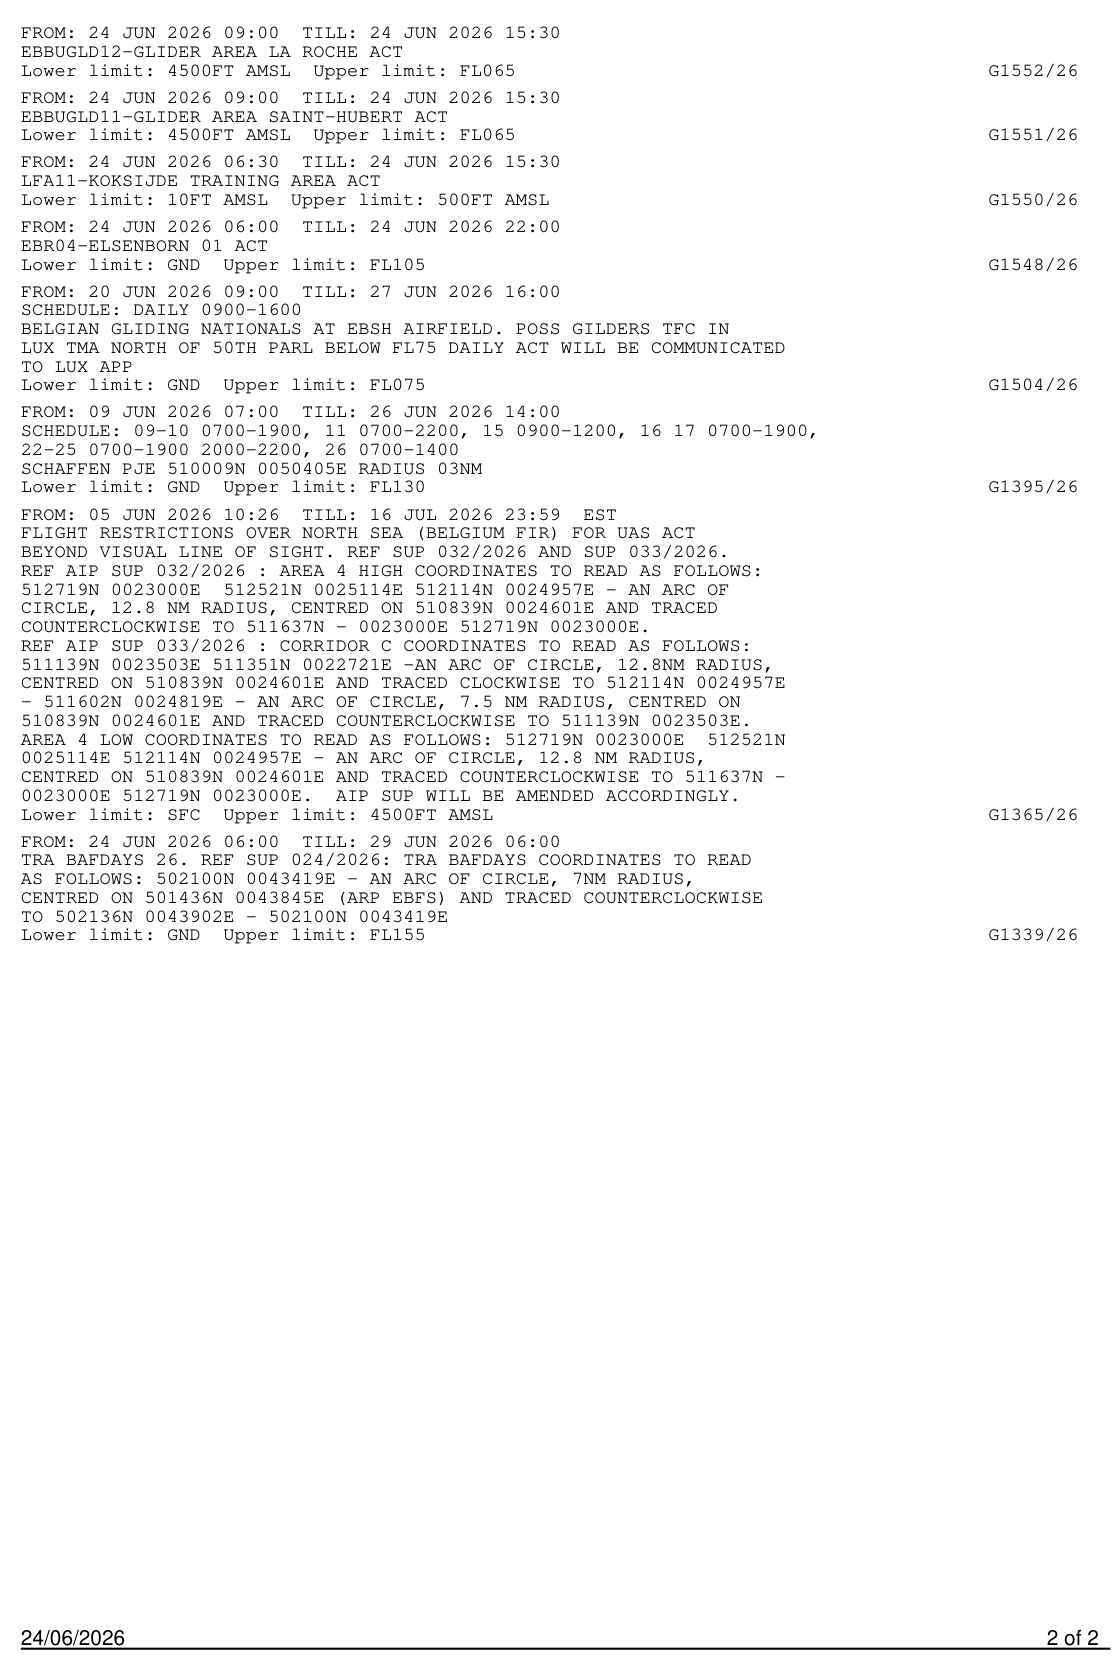 FROM: 24 JUN 2026 09:00  TILL: 24 JUN 2026 15:30
EBBUGLD12-GLIDER AREA LA ROCHE ACT
Lower limit: 4500FT AMSL  Upper limit: FL065 G1552/26
FROM: 24 JUN 2026 09:00  TILL: 24 JUN 2026 15:30
EBBUGLD11-GLIDER AREA SAINT-HUBERT ACT
Lower limit: 4500FT AMSL  Upper limit: FL065 G1551/26
FROM: 24 JUN 2026 06:30  TILL: 24 JUN 2026 15:30
LFA11-KOKSIJDE TRAINING AREA ACT
Lower limit: 10FT AMSL  Upper limit: 500FT AMSL G1550/26
FROM: 24 JUN 2026 06:00  TILL: 24 JUN 2026 22:00
EBR04-ELSENBORN 01 ACT
Lower limit: GND  Upper limit: FL105 G1548/26
FROM: 20 JUN 2026 09:00  TILL: 27 JUN 2026 16:00
SCHEDULE: DAILY 0900-1600
BELGIAN GLIDING NATIONALS AT EBSH AIRFIELD. POSS GILDERS TFC IN
LUX TMA NORTH OF 50TH PARL BELOW FL75 DAILY ACT WILL BE COMMUNICATED
TO LUX APP
Lower limit: GND  Upper limit: FL075 G1504/26
FROM: 09 JUN 2026 07:00  TILL: 26 JUN 2026 14:00
SCHEDULE: 09-10 0700-1900, 11 0700-2200, 15 0900-1200, 16 17 0700-1900,
22-25 0700-1900 2000-2200, 26 0700-1400
SCHAFFEN PJE 510009N 0050405E RADIUS 03NM
Lower limit: GND  Upper limit: FL130 G1395/26
FROM: 05 JUN 2026 10:26  TILL: 16 JUL 2026 23:59  EST
FLIGHT RESTRICTIONS OVER NORTH SEA (BELGIUM FIR) FOR UAS ACT
BEYOND VISUAL LINE OF SIGHT. REF SUP 032/2026 AND SUP 033/2026.
REF AIP SUP 032/2026 : AREA 4 HIGH COORDINATES TO READ AS FOLLOWS:
512719N 0023000E  512521N 0025114E 512114N 0024957E - AN ARC OF
CIRCLE, 12.8 NM RADIUS, CENTRED ON 510839N 0024601E AND TRACED
COUNTERCLOCKWISE TO 511637N - 0023000E 512719N 0023000E.
REF AIP SUP 033/2026 : CORRIDOR C COORDINATES TO READ AS FOLLOWS:
511139N 0023503E 511351N 0022721E -AN ARC OF CIRCLE, 12.8NM RADIUS,
CENTRED ON 510839N 0024601E AND TRACED CLOCKWISE TO 512114N 0024957E
- 511602N 0024819E - AN ARC OF CIRCLE, 7.5 NM RADIUS, CENTRED ON
510839N 0024601E AND TRACED COUNTERCLOCKWISE TO 511139N 0023503E.
AREA 4 LOW COORDINATES TO READ AS FOLLOWS: 512719N 0023000E  512521N
0025114E 512114N 0024957E - AN ARC OF CIRCLE, 12.8 NM RADIUS,
CENTRED ON 510839N 0024601E AND TRACED COUNTERCLOCKWISE TO 511637N -
0023000E 512719N 0023000E.  AIP SUP WILL BE AMENDED ACCORDINGLY.
Lower limit: SFC  Upper limit: 4500FT AMSL G1365/26
FROM: 24 JUN 2026 06:00  TILL: 29 JUN 2026 06:00
TRA BAFDAYS 26. REF SUP 024/2026: TRA BAFDAYS COORDINATES TO READ
AS FOLLOWS: 502100N 0043419E - AN ARC OF CIRCLE, 7NM RADIUS,
CENTRED ON 501436N 0043845E (ARP EBFS) AND TRACED COUNTERCLOCKWISE
TO 502136N 0043902E - 502100N 0043419E
Lower limit: GND  Upper limit: FL155 G1339/26
24/06/2026 2 of 2